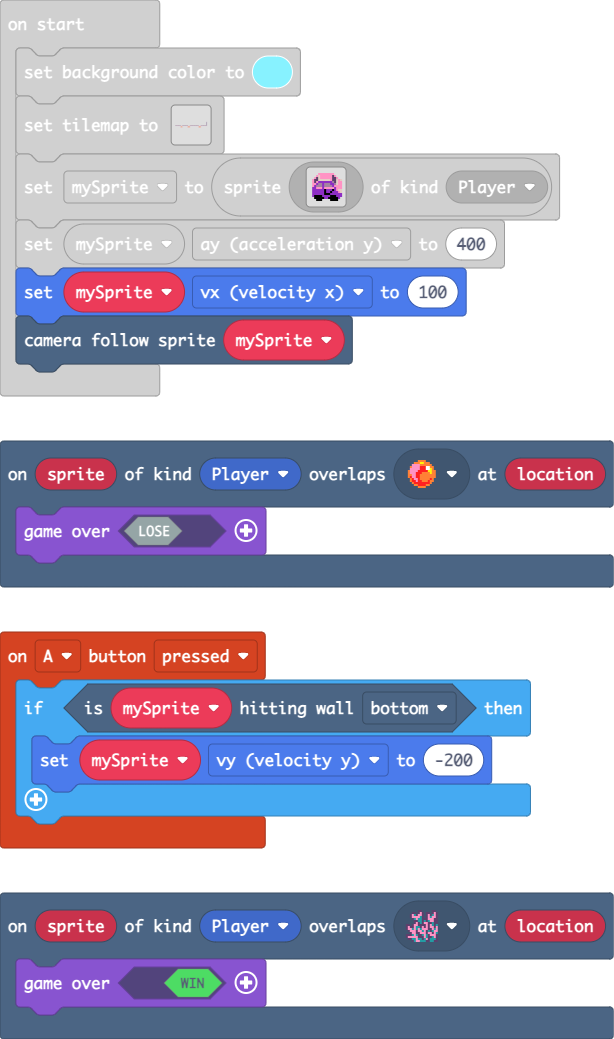 on start
set background color to
set tilemap to
set mySprite to sprite of kind Player
set mySprite ay (acceleration y) to 400
set mySprite vx (velocity x) to 100
camera follow sprite mySprite
on sprite of kind Player overlaps at location
game over LOSE
on A button pressed
if is mySprite hitting wall bottom then
set mySprite vy (velocity y) to -200
on sprite of kind Player overlaps at location
game over WIN